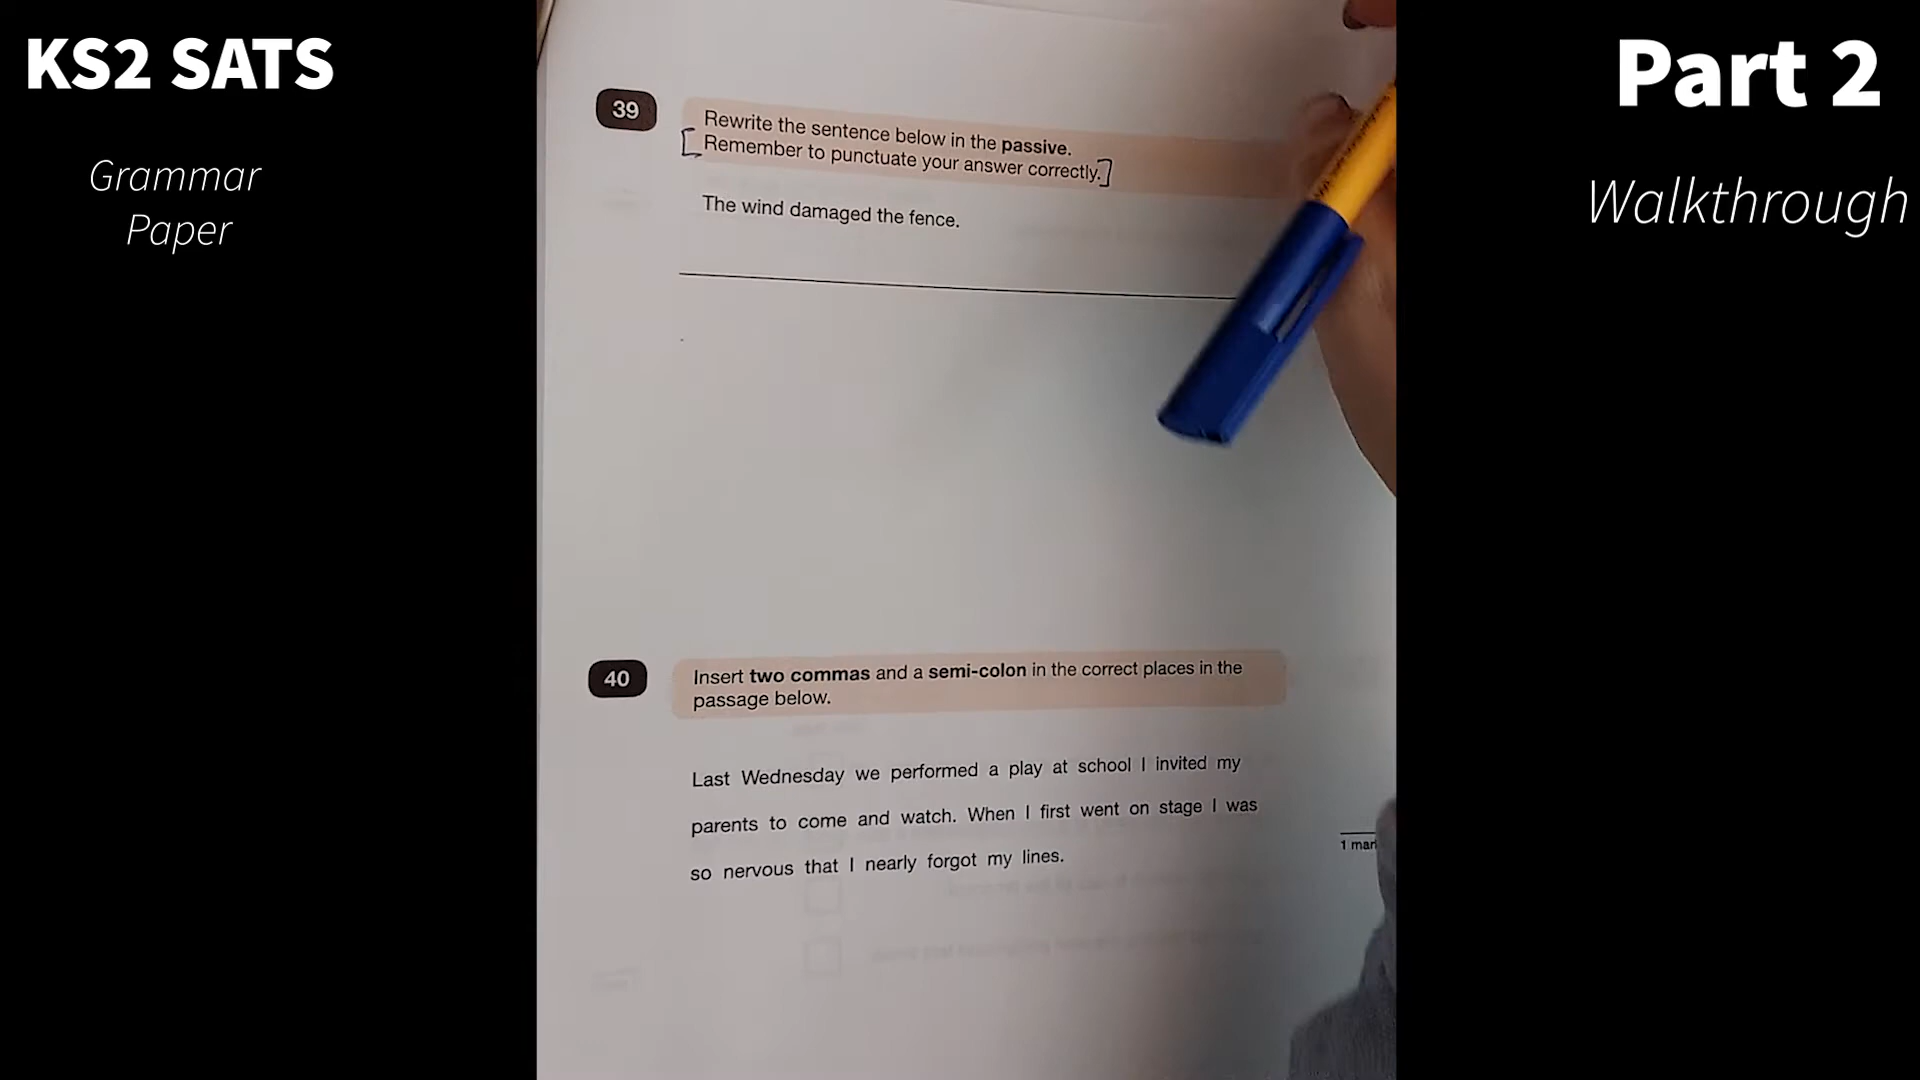 KS2 SATS
Grammar
Paper
Part 2
Walkthrough
39
Rewrite the sentence below in the passive.
[Remember to punctuate your answer correctly.]
The wind damaged the fence.
40
Insert two commas and a semi-colon in the correct places in the
passage below.
Last Wednesday we performed a play at school I invited my
parents to come and watch. When I first went on stage I was
so nervous that I nearly forgot my lines.
1 mar